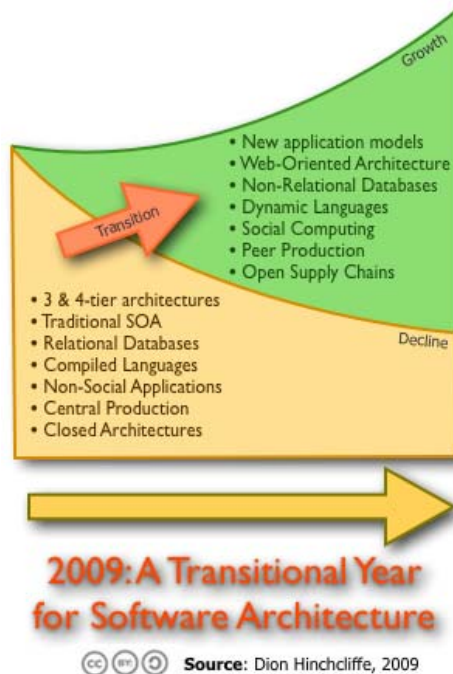 Growth
• New application models
• Web-Oriented Architecture
• Non-Relational Databases
• Dynamic Languages
• Social Computing
• Peer Production
• Open Supply Chains
Transition
• 3 & 4-tier architectures
• Traditional SOA
• Relational Databases
• Compiled Languages
• Non-Social Applications
• Central Production
• Closed Architectures
Decline
2009: A Transitional Year
for Software Architecture
CC BY: Source: Dion Hinchcliffe, 2009